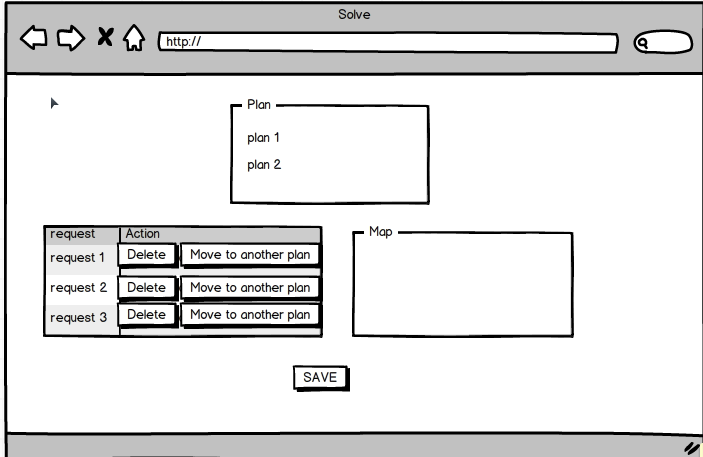 Solve
http://
Plan
plan 1
plan 2
request Action
request 1 Delete Move to another plan
request 2 Delete Move to another plan
request 3 Delete Move to another plan
Map
SAVE